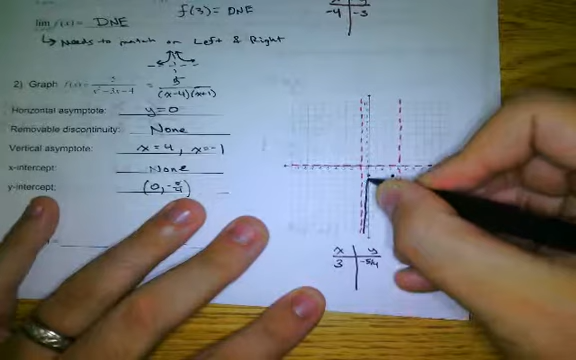 x y
lim f(x) = DNE f(3) = DNE -4 -3
↳ Needs to match on Left & Right
2) Graph f(x) = 5/(x²-3x-4) = 5/((x-4)(x+1))
Horizontal asymptote: y=0
Removable discontinuity: None
Vertical asymptote: x=4, x=-1
x-intercept: None
y-intercept: (0, -5/4)
x y
3 -5/4